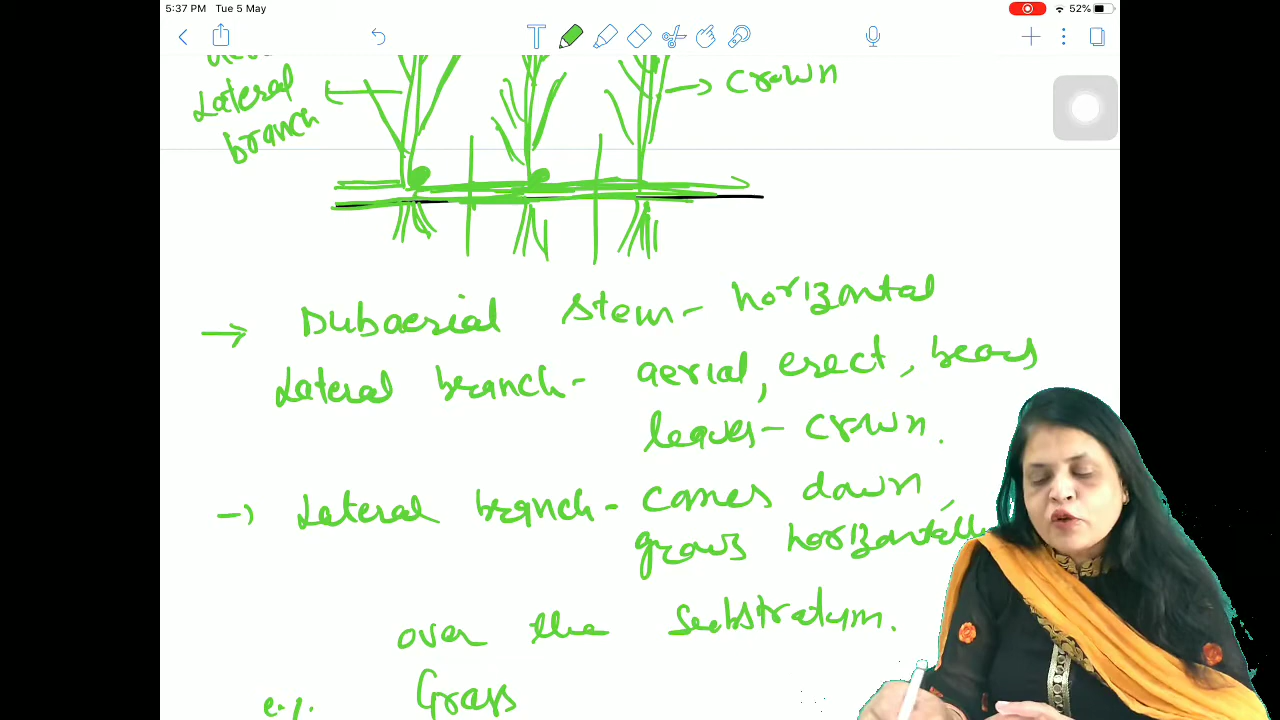 5:37 PM Tue 5 May 52%
Lateral
branch
crown
Subaerial stem - horizontal
Lateral branch - aerial, erect, bears
leaves - crown.
Lateral branch - comes down,
grows horizontally
over the substratum.
e.g. Grass